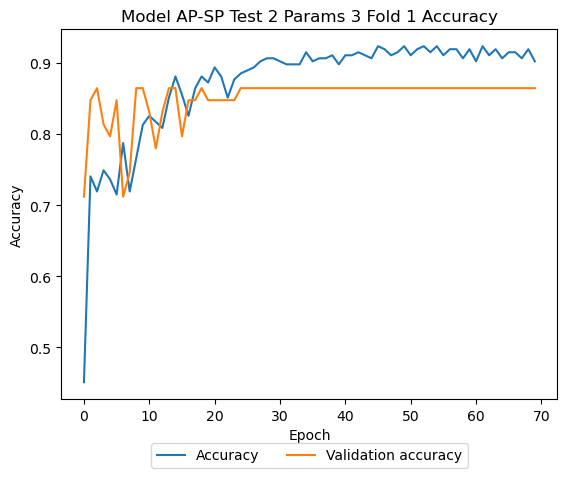 Model AP-SP Test 2 Params 3 Fold 1 Accuracy
0.9
0.8
0.7
0.6
0.5
Accuracy
0 10 20 30 40 50 60 70
Epoch
Accuracy Validation accuracy